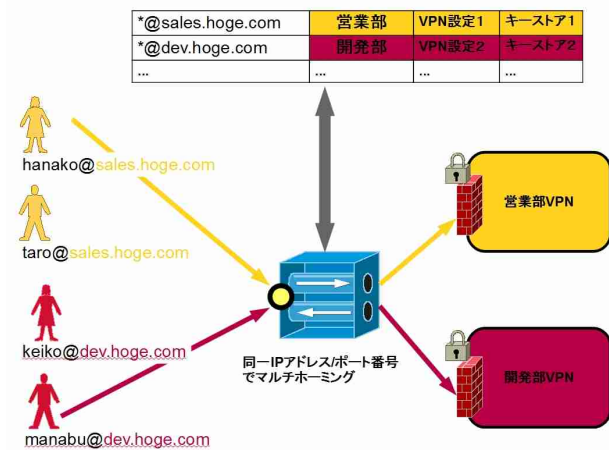 *@sales.hoge.com 営業部 VPN設定1 キーストア1
*@dev.hoge.com 開発部 VPN設定2 キーストア2
... ... ... ...
hanako@sales.hoge.com
taro@sales.hoge.com
keiko@dev.hoge.com
manabu@dev.hoge.com
同一IPアドレス/ポート番号
でマルチホーミング
営業部VPN
開発部VPN